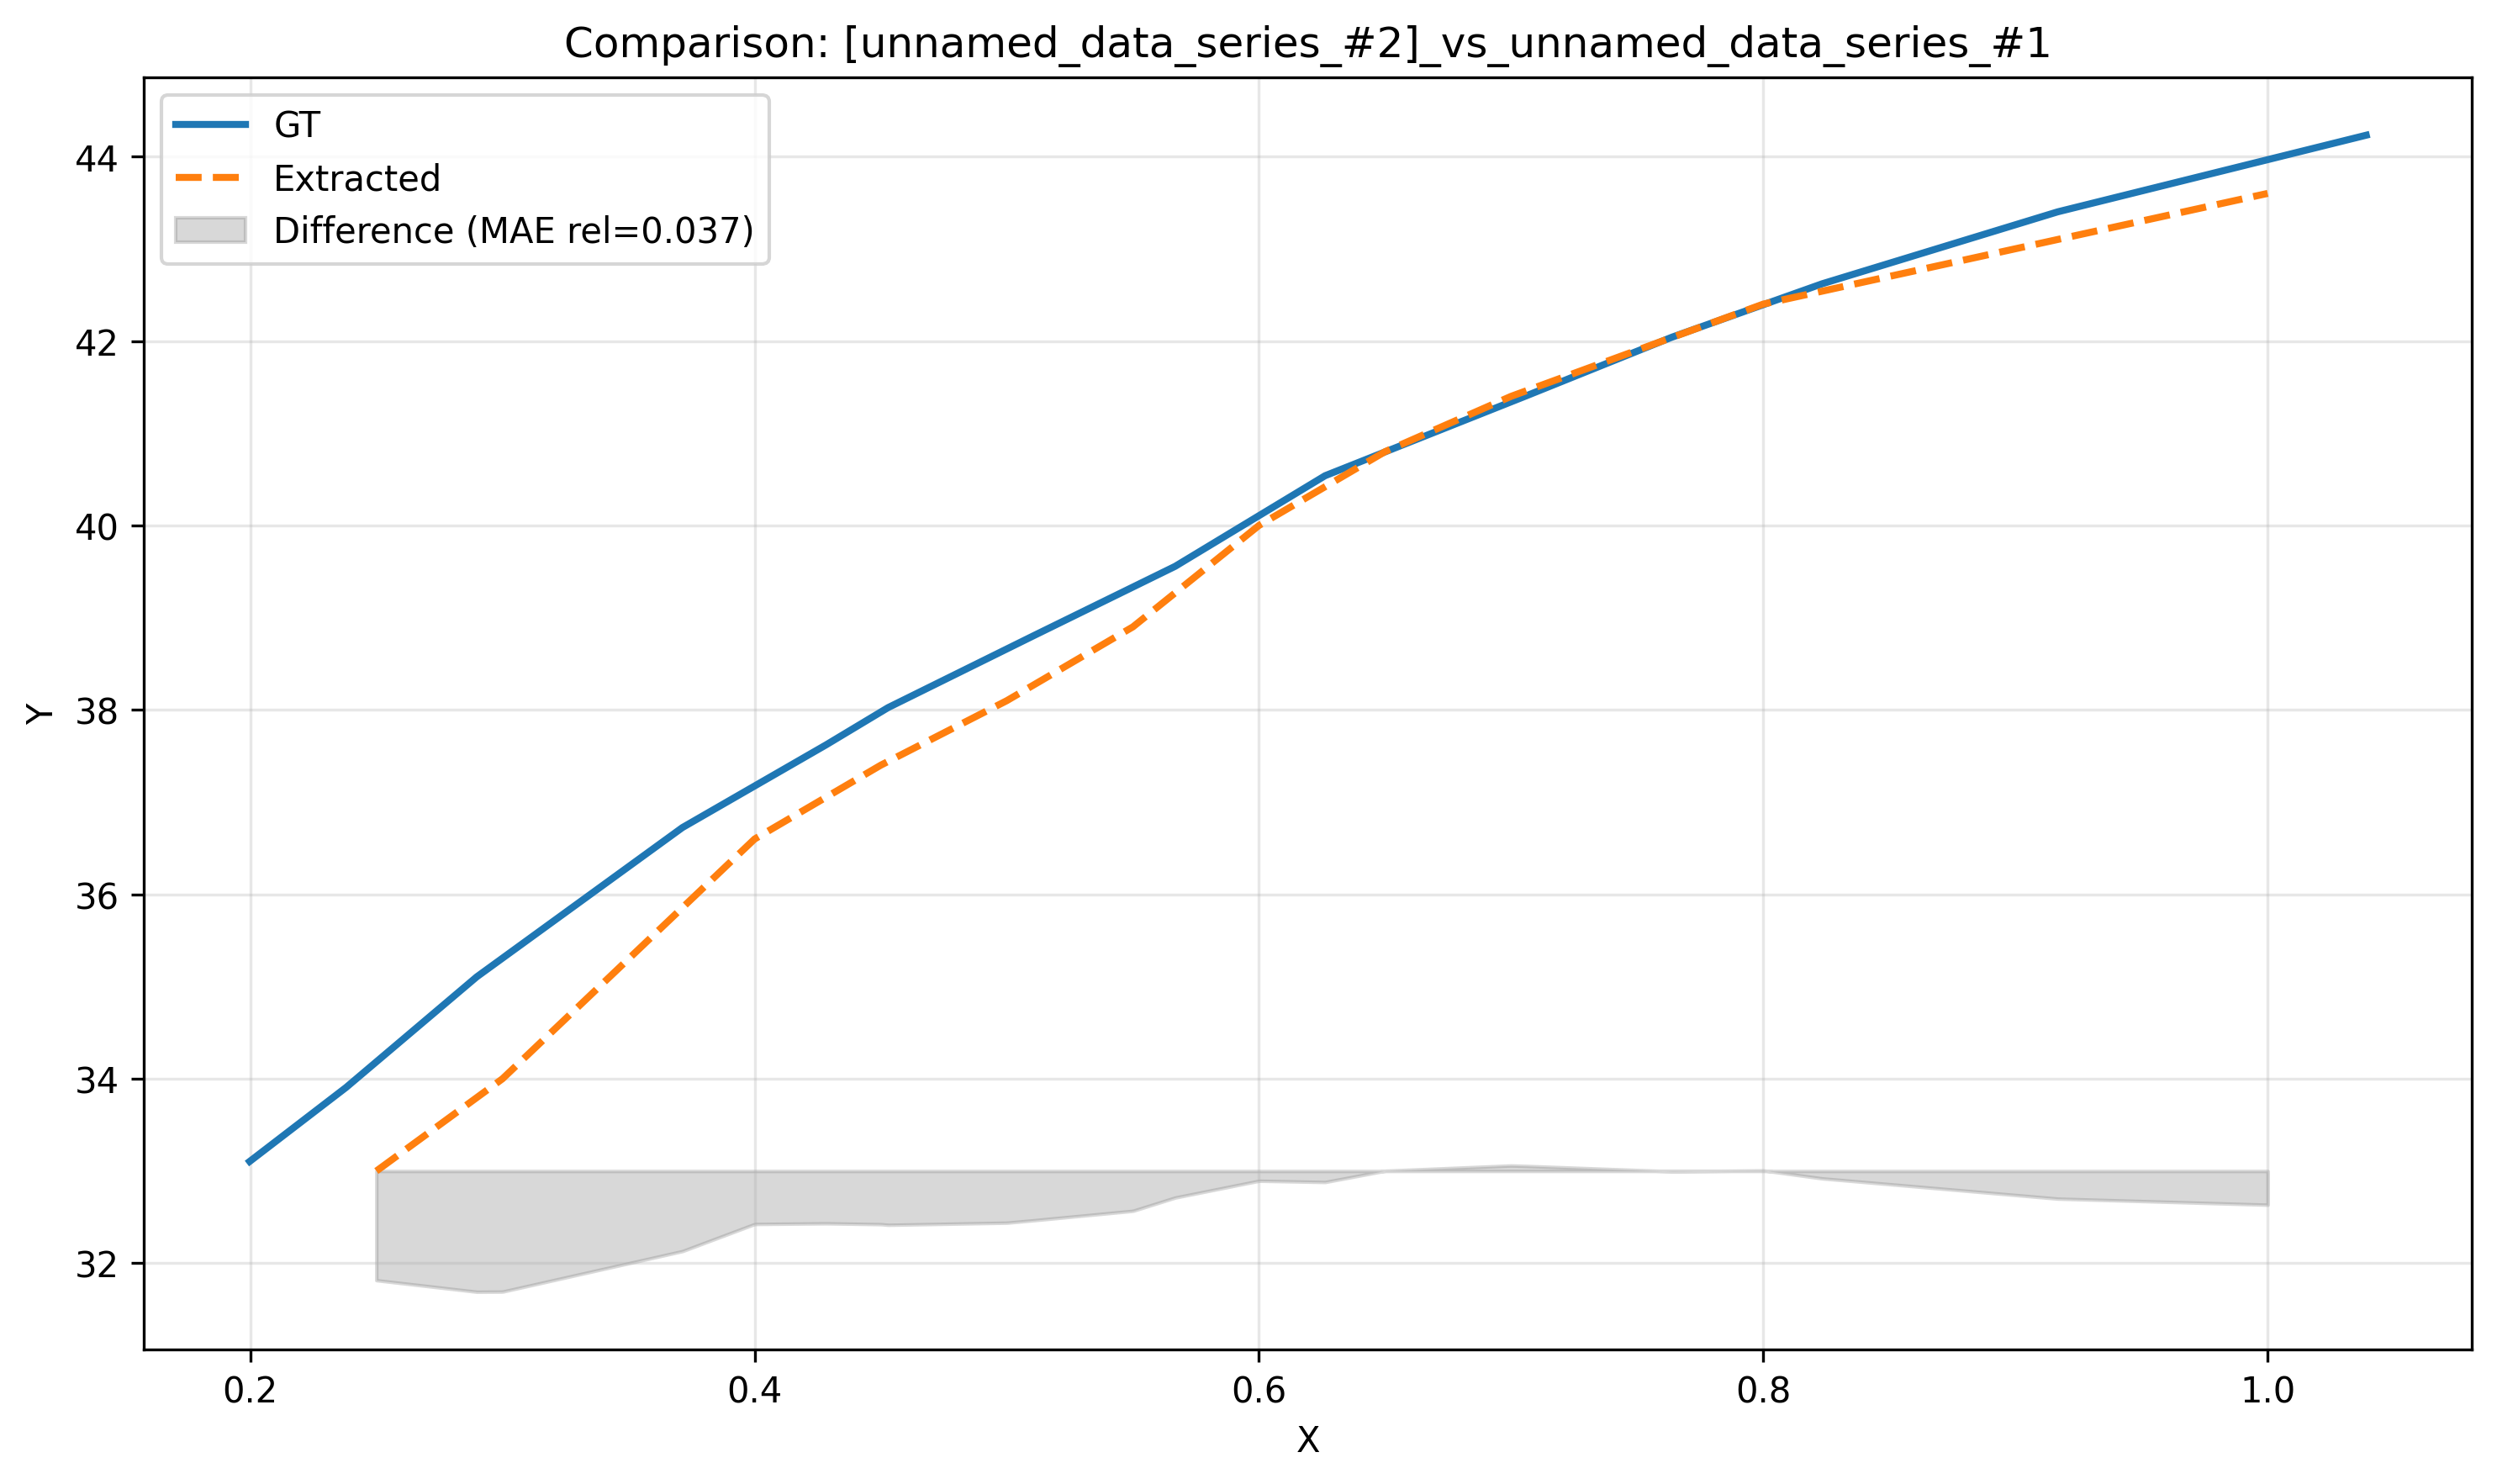 Comparison: [unnamed_data_series_#2]_vs_unnamed_data_series_#1
GT
Extracted
Difference (MAE rel=0.037)
44
42
40
38
36
34
32
Y
0.2 0.4 0.6 0.8 1.0
X